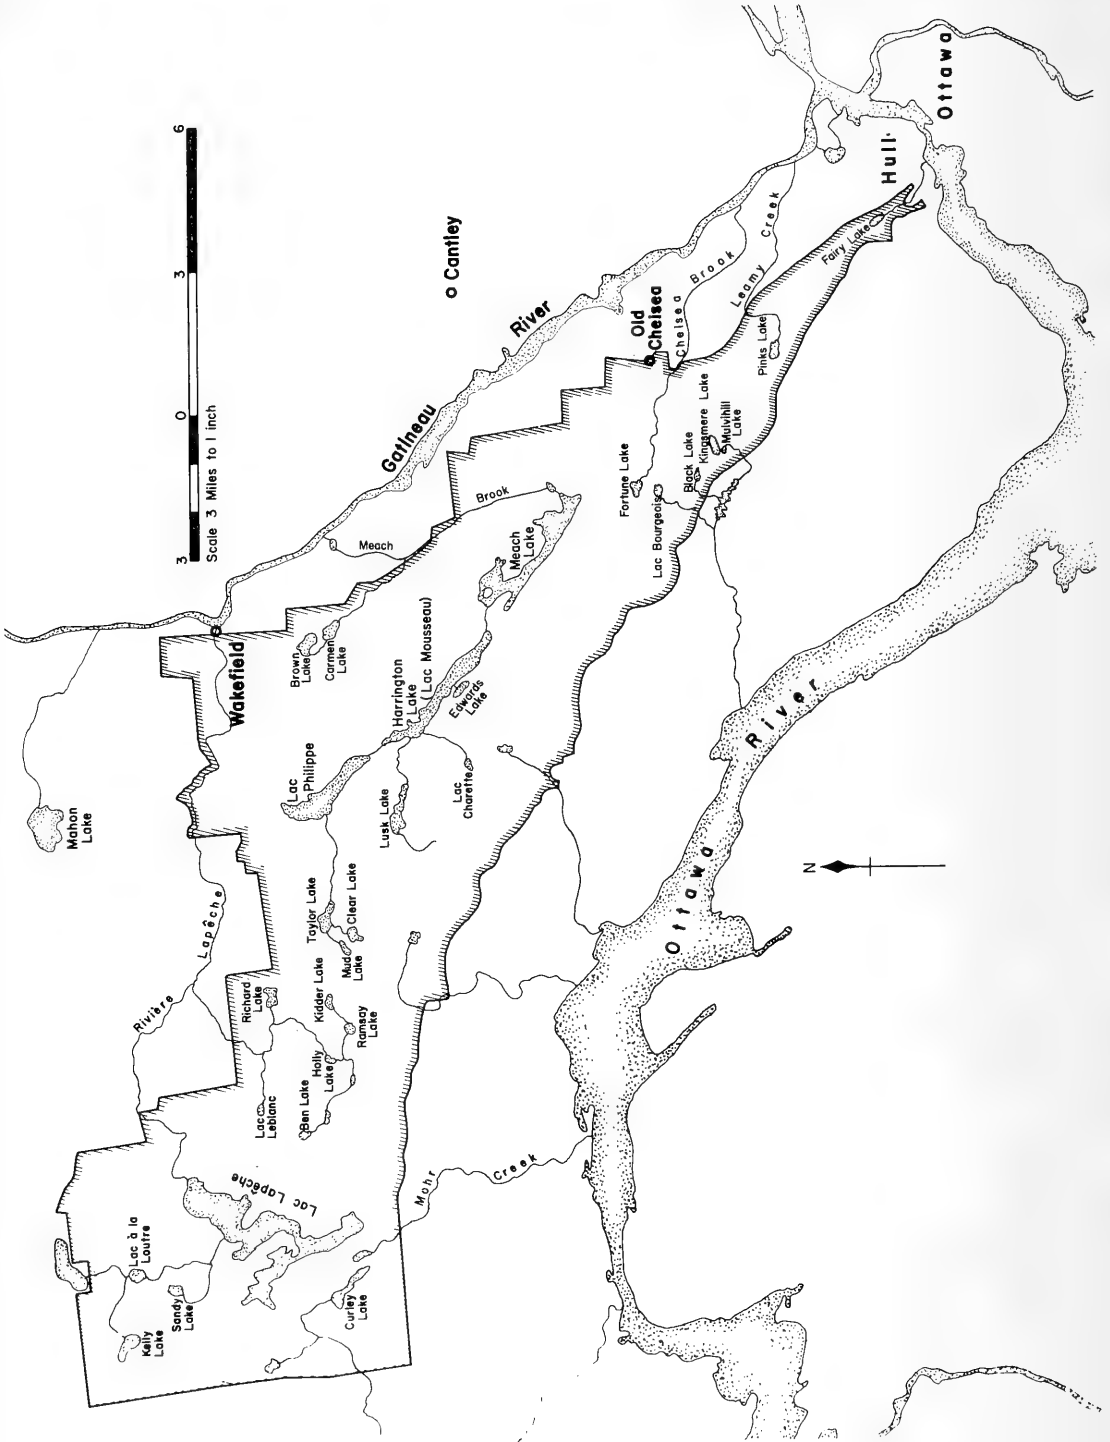 Kelly
Lake
Sandy
Lake
Lac à la
Loutre
Lac Lapêche
Curley
Lake
Mohr
Creek
Rivière
Lapêche
Lac
Leblanc
Ben Lake
Holly
Lake
Richard
Lake
Kidder Lake
Ramsay
Lake
Mud
Lake
Taylor Lake
Clear Lake
Mahon
Lake
Wakefield
Lac
Philippe
Lusk Lake
Lac
Charette
Harrington
Lake
(Lac Mousseau)
Edwards
Lake
Brown
Lake
Carmen
Lake
Meach
Brook
Meach
Lake
Gatineau
River
Scale 3 Miles to 1 inch
3
0
3
6
Cantley
Old
Chelsea
Chelsea
Brook
Leamy
Creek
Fortune Lake
Lac Bourgeois
Black Lake
Kingsmere Lake
Mulvihill
Lake
Pinks Lake
Fairy Lake
Hull
Ottawa
Ottawa
River
N